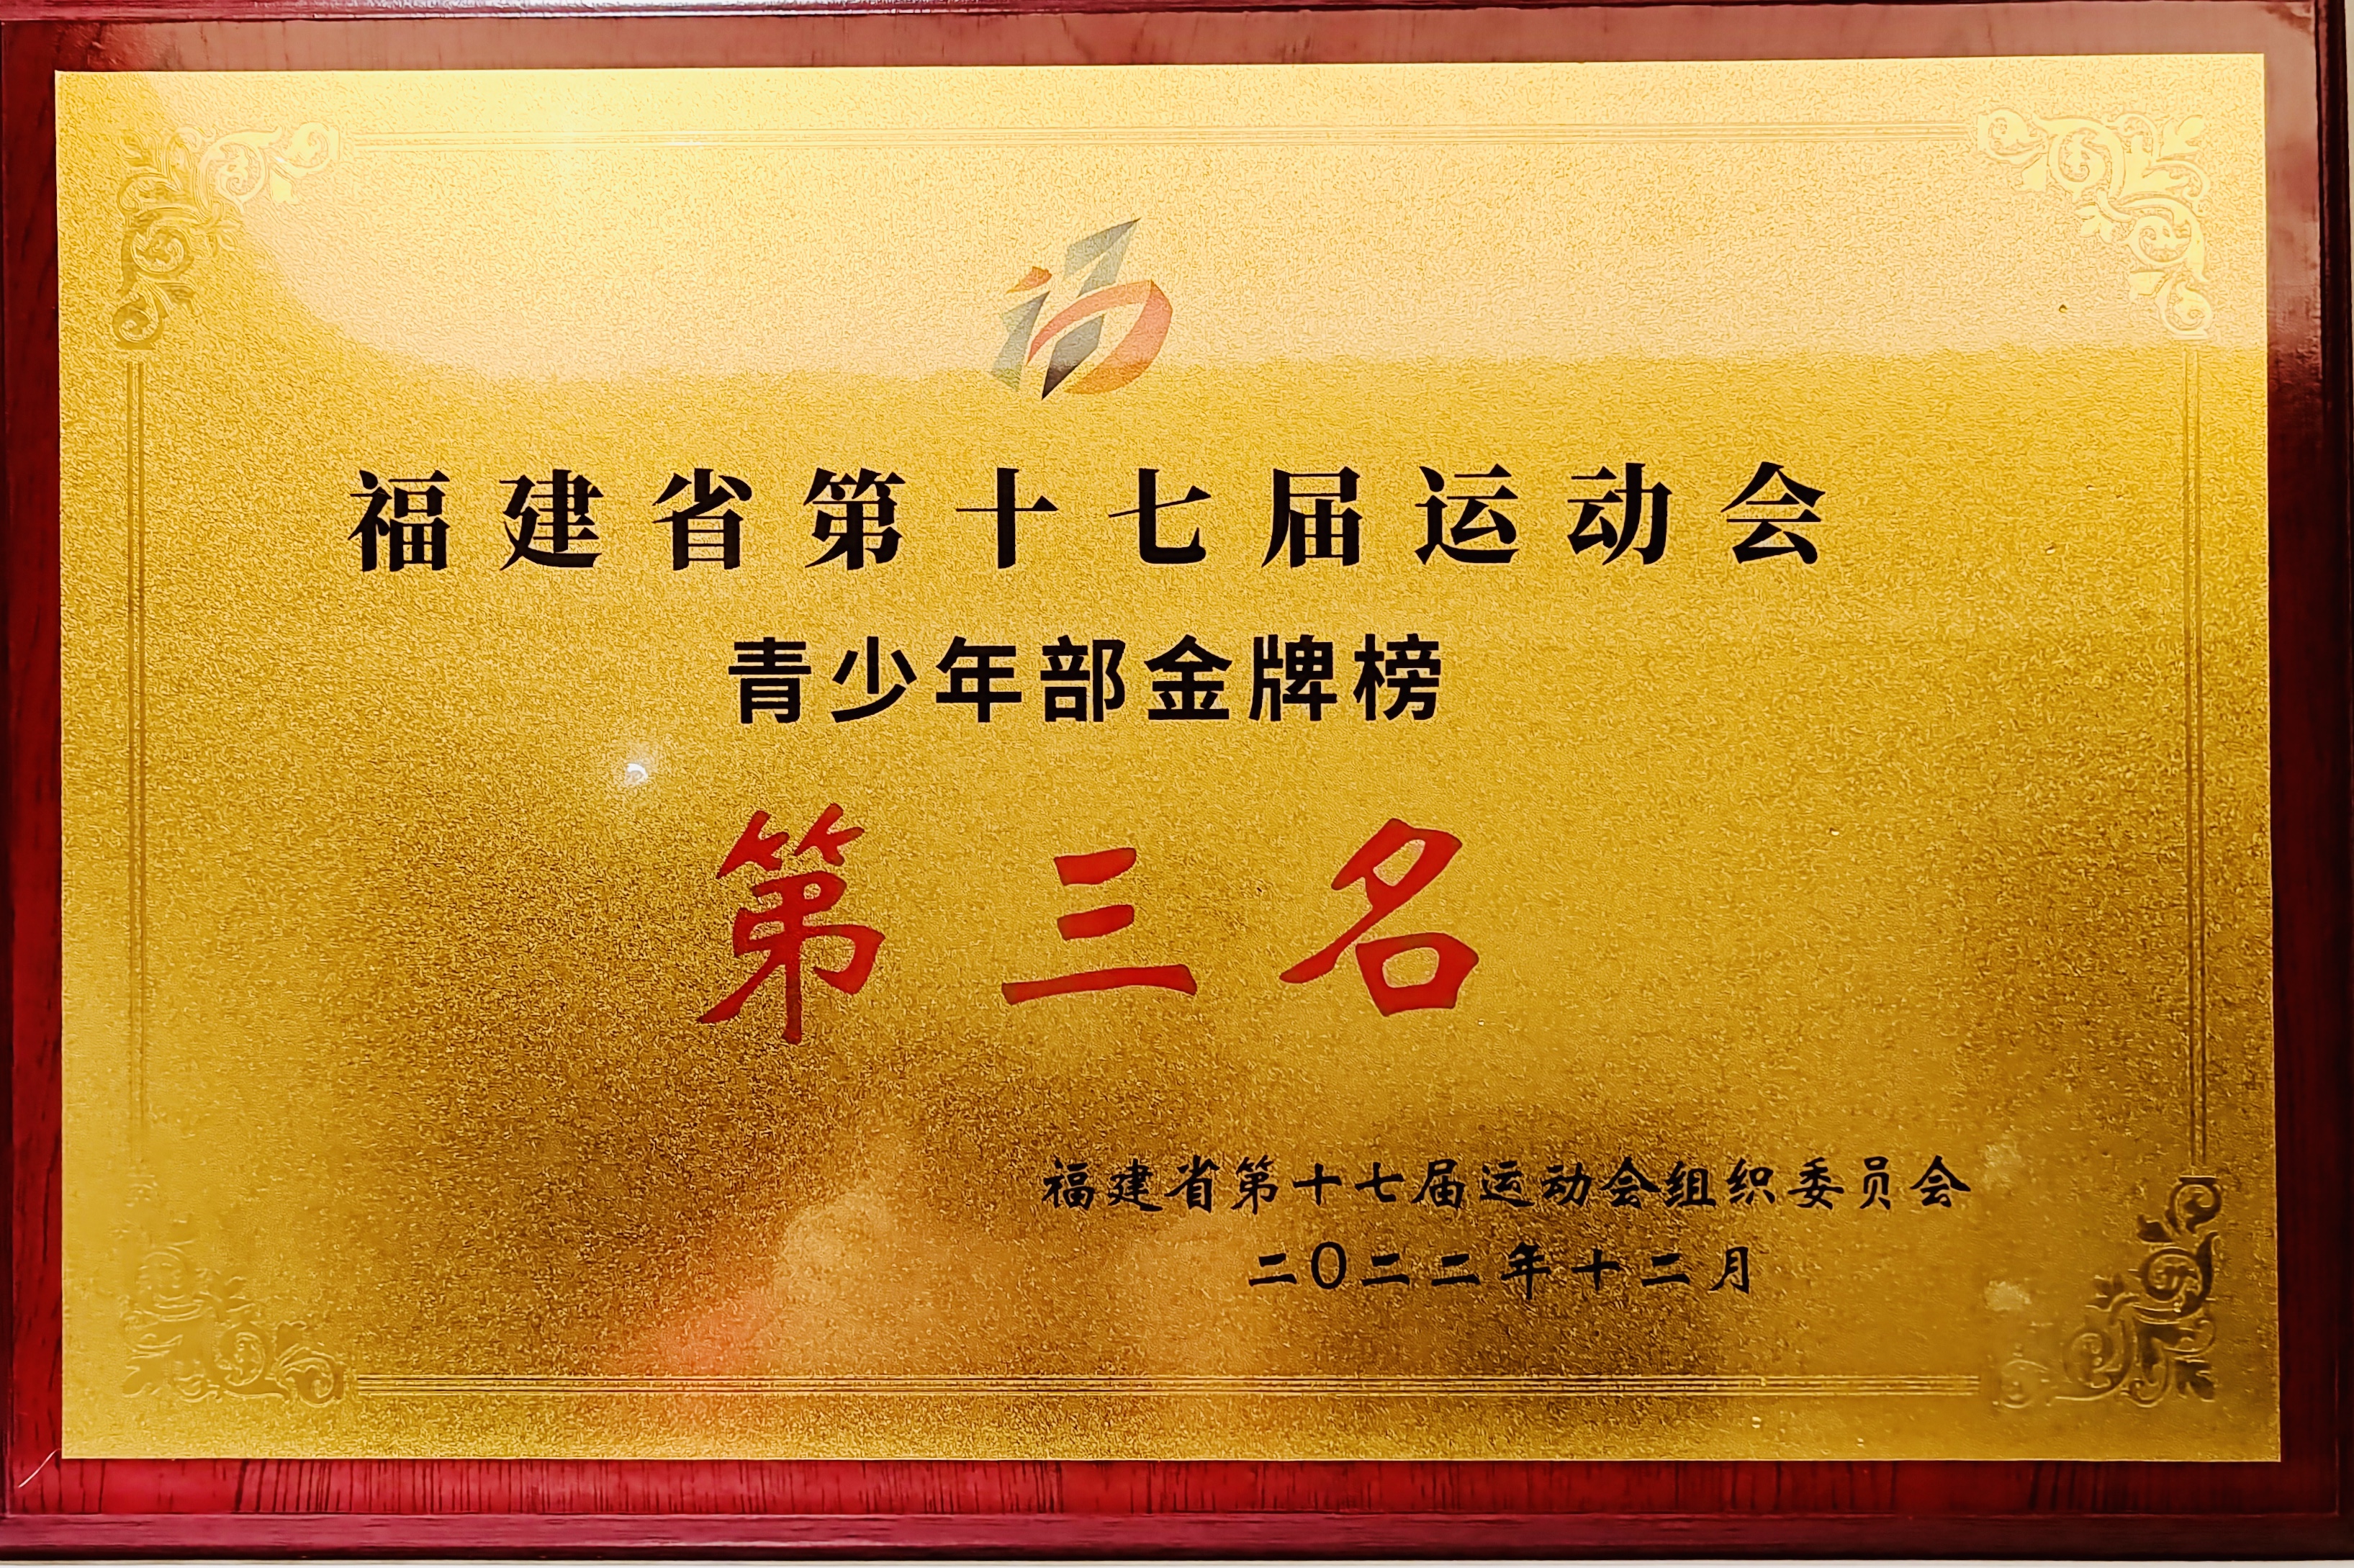 福建省第十七届运动会
青少年部金牌榜
第三名
福建省第十七届运动会组织委员会
二〇二二年十二月